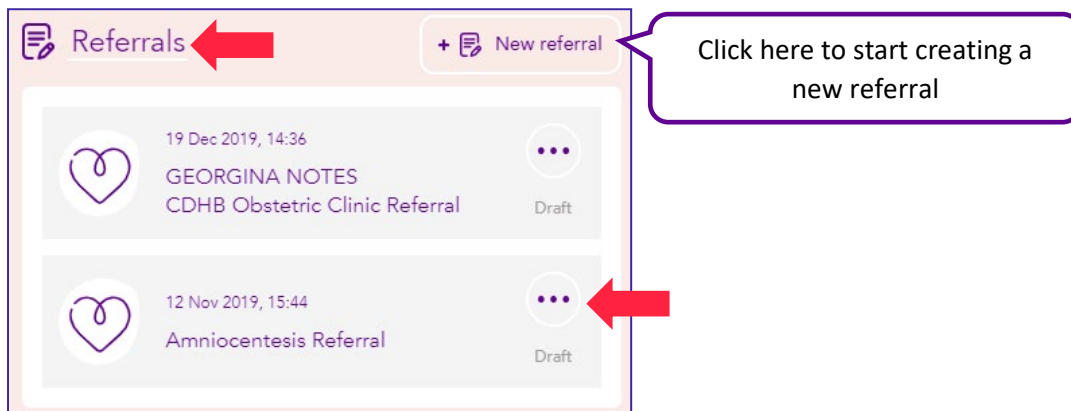 Referrals
+ New referral
Click here to start creating a
new referral
19 Dec 2019, 14:36
GEORGINA NOTES
CDHB Obstetric Clinic Referral
Draft
12 Nov 2019, 15:44
Amniocentesis Referral
Draft